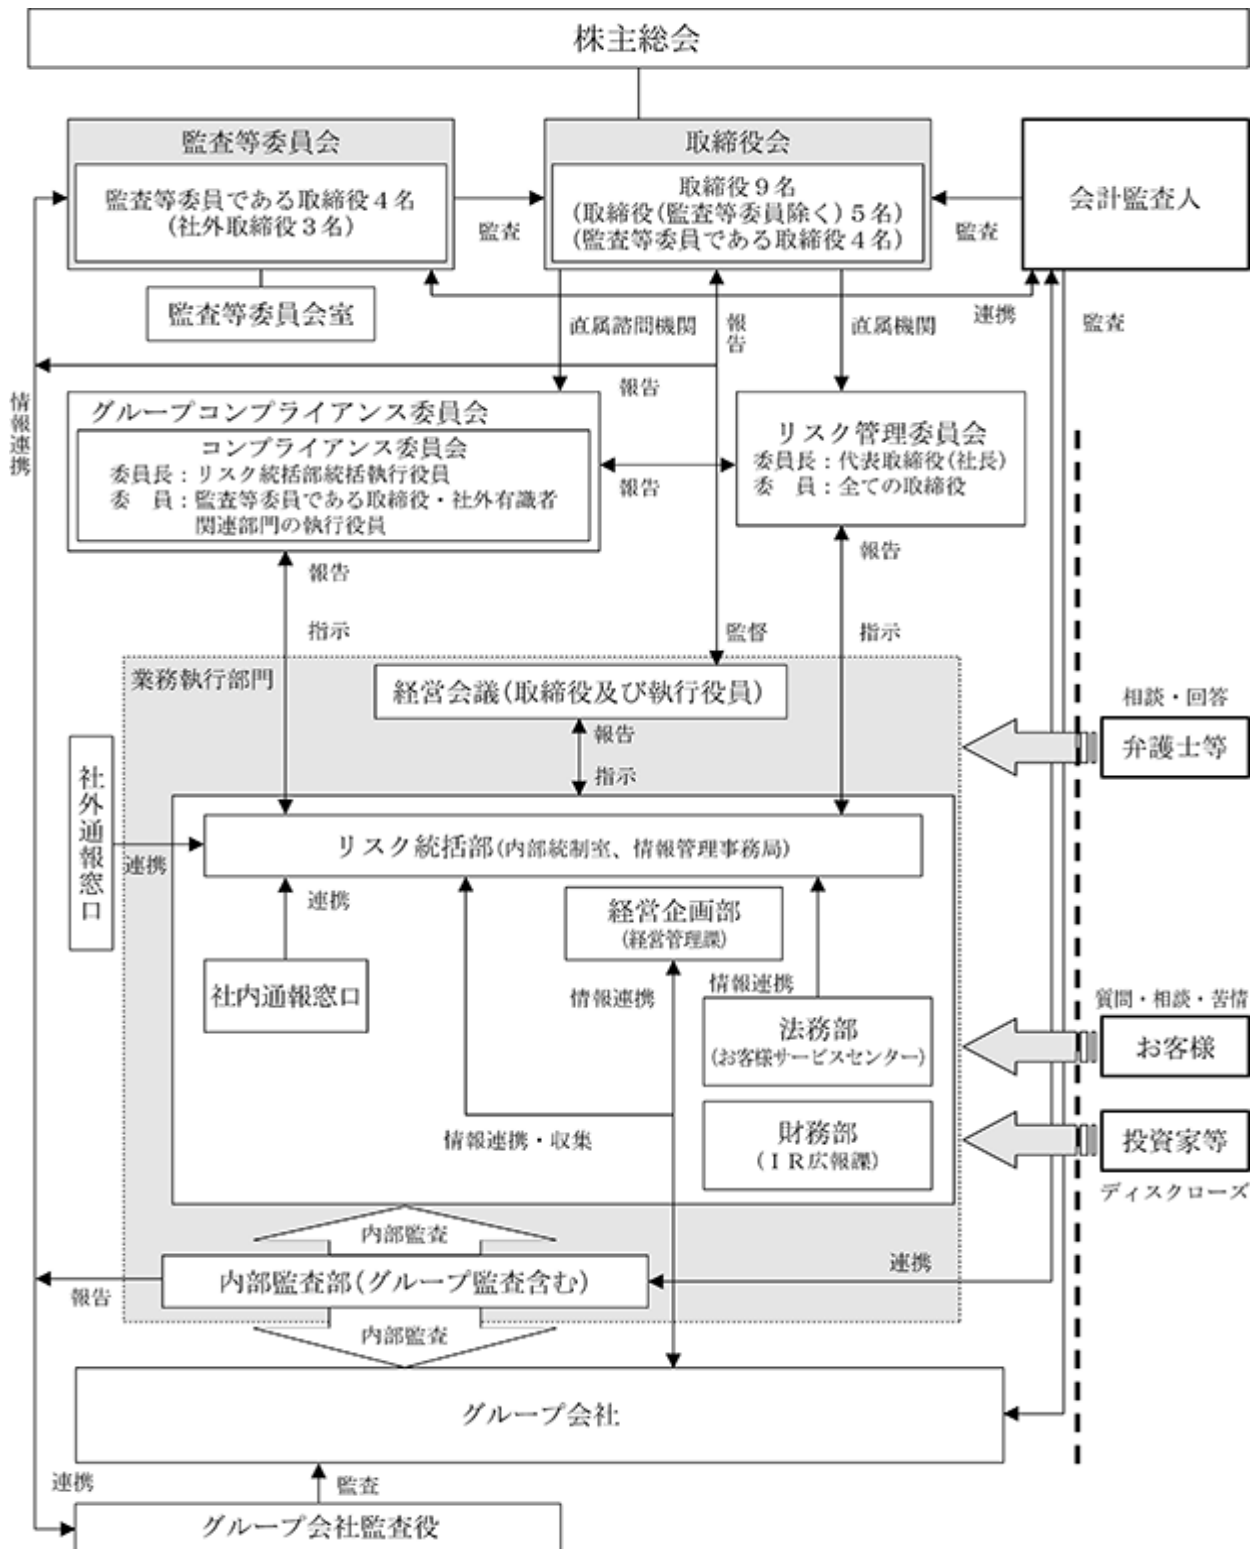 株主総会
監査等委員会
監査等委員である取締役４名
(社外取締役３名)
監査等委員会室
監査
取締役会
取締役９名
(取締役(監査等委員除く)５名)
(監査等委員である取締役４名)
監査
会計監査人
連携
監査
直属諮問機関
報告
直属機関
報告
情報連携
グループコンプライアンス委員会
コンプライアンス委員会
委員長：リスク統括部統括執行役員
委　員：監査等委員である取締役・社外有識者
関連部門の執行役員
報告
リスク管理委員会
委員長：代表取締役(社長)
委　員：全ての取締役
報告
報告
指示
監督
指示
業務執行部門
経営会議(取締役及び執行役員)
報告
指示
相談・回答
弁護士等
社外通報窓口
連携
リスク統括部(内部統制室、情報管理事務局)
連携
経営企画部
(経営管理課)
社内通報窓口
情報連携
情報連携
法務部
(お客様サービスセンター)
質問・相談・苦情
お客様
情報連携・収集
財務部
(ＩＲ広報課)
投資家等
ディスクローズ
内部監査
内部監査部(グループ監査含む)
連携
報告
内部監査
グループ会社
連携
監査
グループ会社監査役